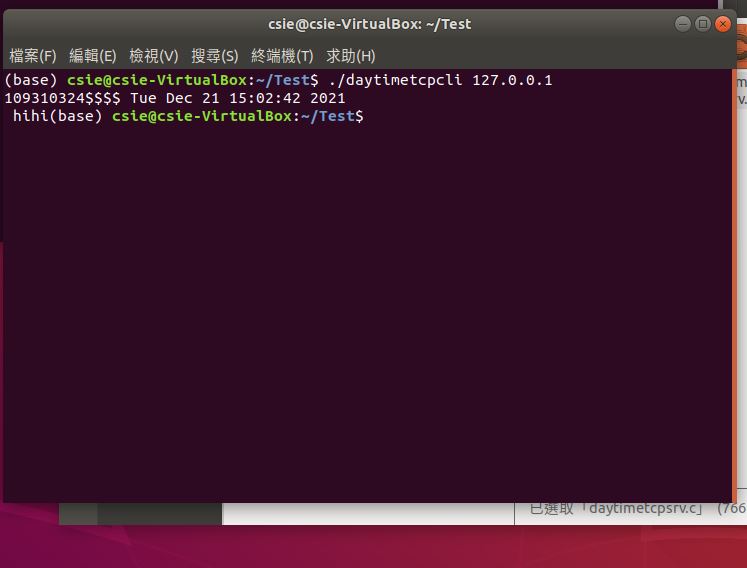 csie@csie-VirtualBox: ~/Test
檔案(F) 編輯(E) 檢視(V) 搜尋(S) 終端機(T) 求助(H)
(base) csie@csie-VirtualBox:~/Test$ ./daytimetcpcli 127.0.0.1
109310324$$$$ Tue Dec 21 15:02:42 2021
hihi(base) csie@csie-VirtualBox:~/Test$
已選取「daytimetcpsrv.c」 (766